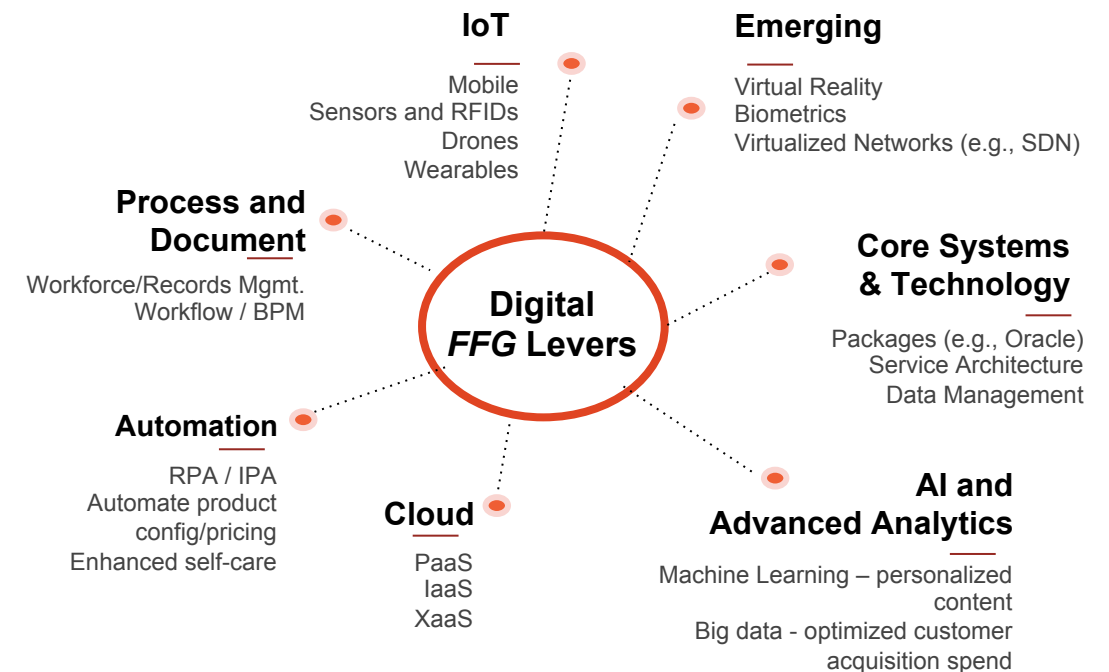 IoT
Mobile
Sensors and RFIDs
Drones
Wearables
Emerging
Virtual Reality
Biometrics
Virtualized Networks (e.g., SDN)
Process and
Document
Workforce/Records Mgmt.
Workflow / BPM
Digital
FFG Levers
Core Systems
& Technology
Packages (e.g., Oracle)
Service Architecture
Data Management
Automation
RPA / IPA
Automate product
config/pricing
Enhanced self-care
Cloud
PaaS
IaaS
XaaS
AI and
Advanced Analytics
Machine Learning – personalized
content
Big data - optimized customer
acquisition spend